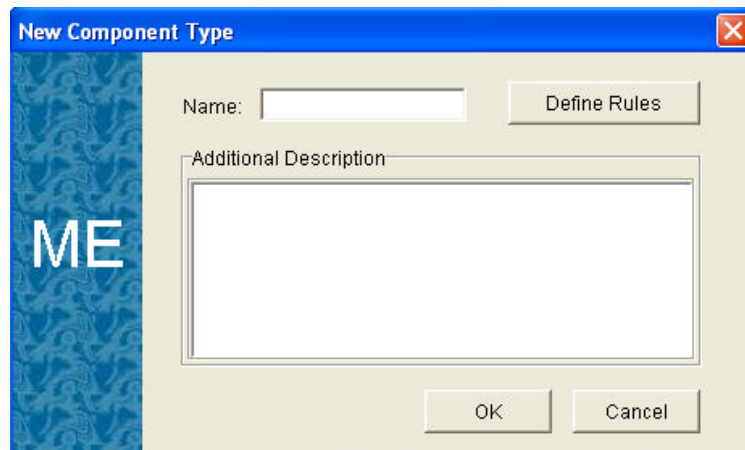 New Component Type
Name:
Define Rules
Additional Description
ME
OK
Cancel